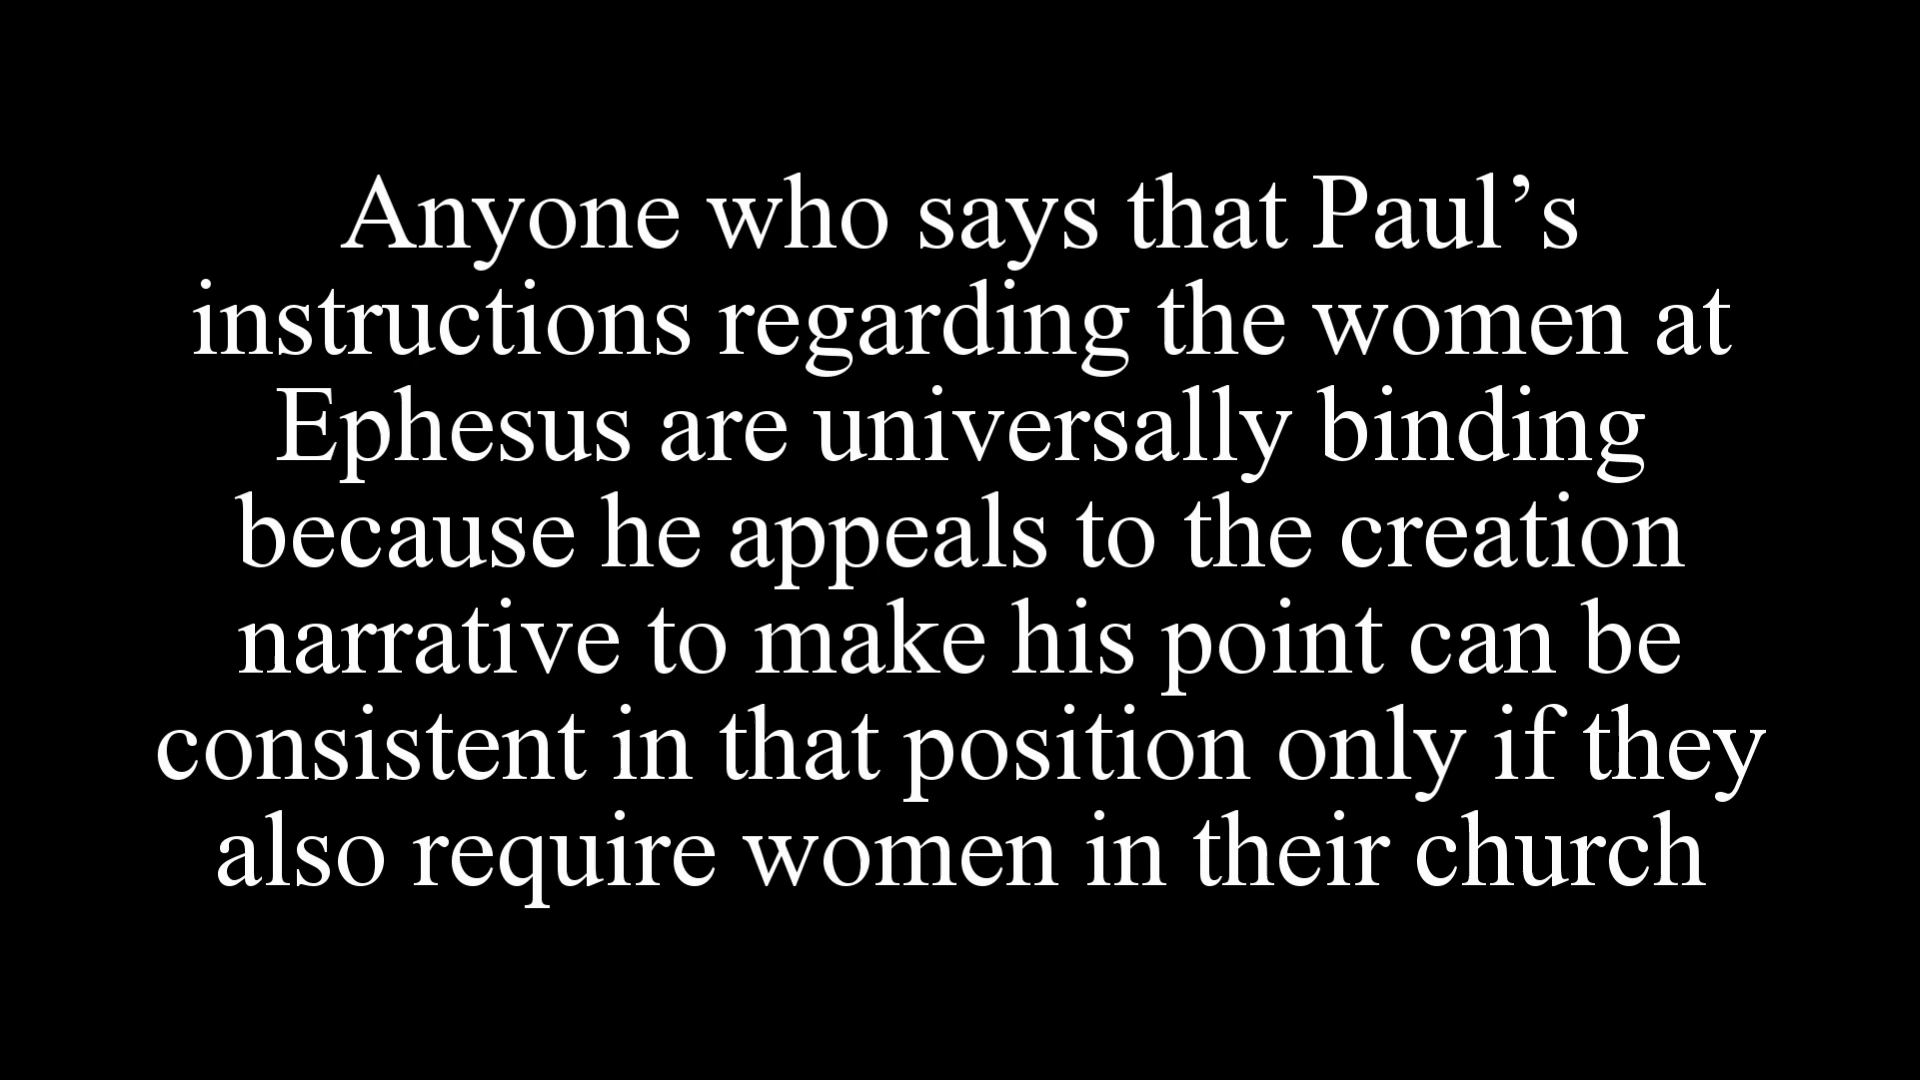 Anyone who says that Paul’s
instructions regarding the women at
Ephesus are universally binding
because he appeals to the creation
narrative to make his point can be
consistent in that position only if they
also require women in their church